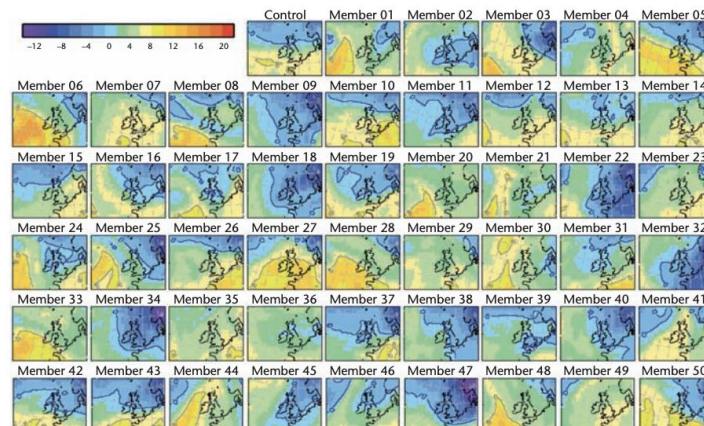 Control Member 01 Member 02 Member 03 Member 04 Member 05
−12 −8 −4 0 4 8 12 16 20
Member 06 Member 07 Member 08 Member 09 Member 10 Member 11 Member 12 Member 13 Member 14
Member 15 Member 16 Member 17 Member 18 Member 19 Member 20 Member 21 Member 22 Member 23
Member 24 Member 25 Member 26 Member 27 Member 28 Member 29 Member 30 Member 31 Member 32
Member 33 Member 34 Member 35 Member 36 Member 37 Member 38 Member 39 Member 40 Member 41
Member 42 Member 43 Member 44 Member 45 Member 46 Member 47 Member 48 Member 49 Member 50